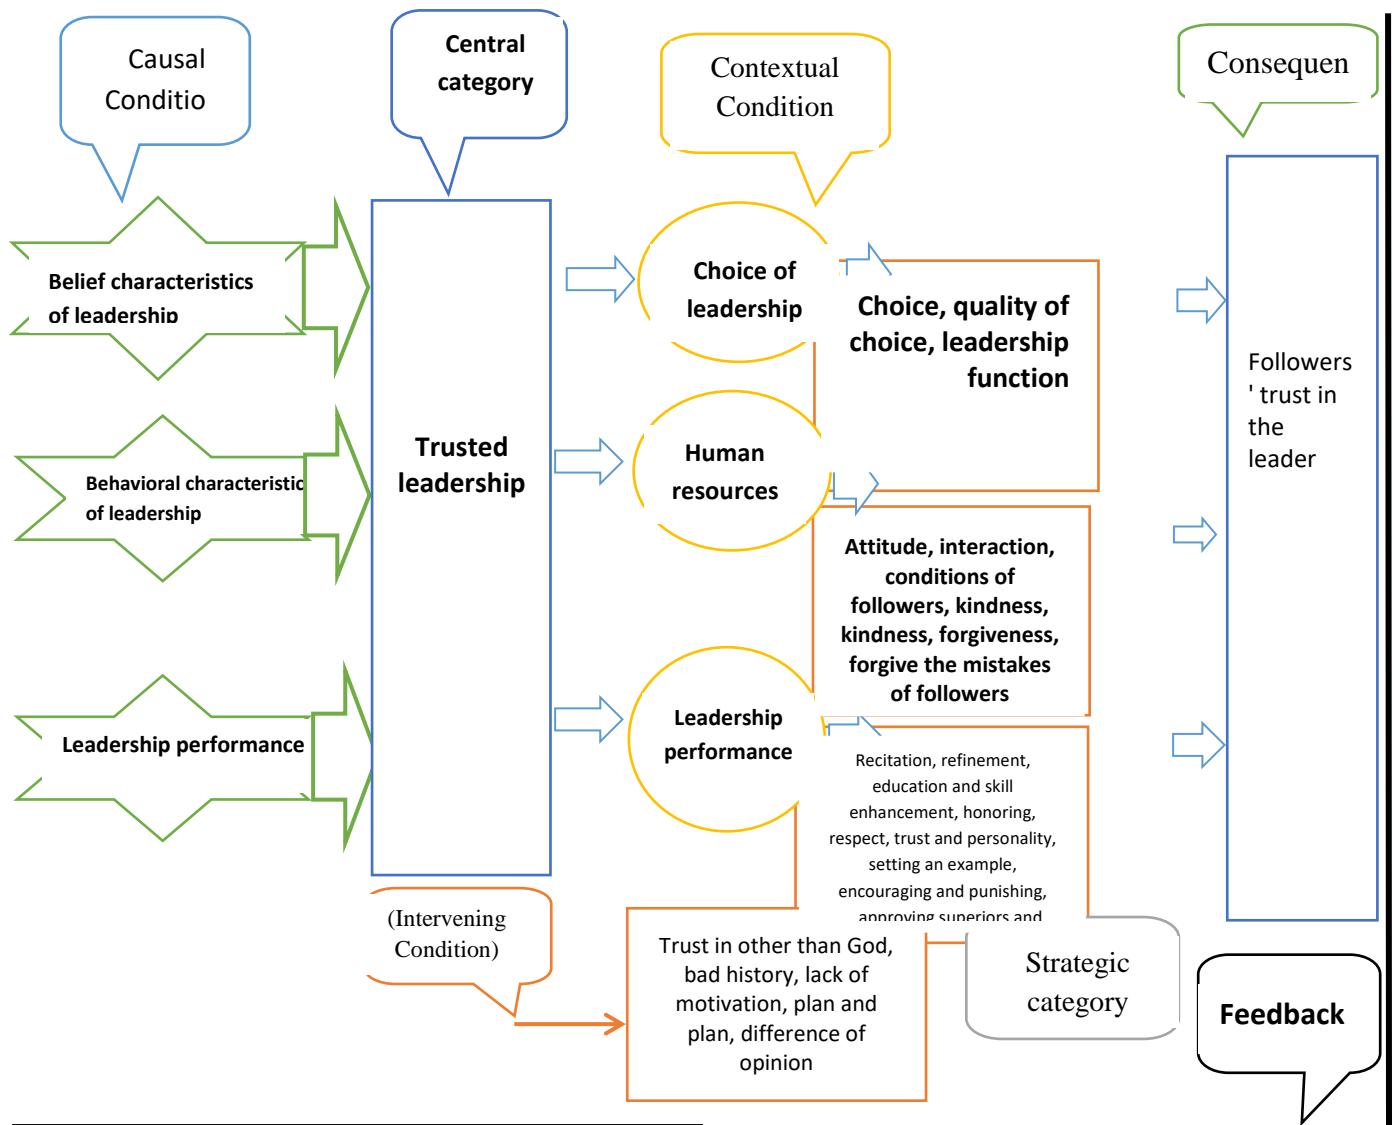 Causal
Conditio
Central
category
Contextual
Condition
Consequen
Belief characteristics
of leadership
Behavioral characteristic
of leadership
Leadership performance
Trusted
leadership
Choice of
leadership
Human
resources
Leadership
performance
Choice, quality of
choice, leadership
function
Attitude, interaction,
conditions of
followers, kindness,
kindness, forgiveness,
forgive the mistakes
of followers
Recitation, refinement,
education and skill
enhancement, honoring,
respect, trust and personality,
setting an example,
encouraging and punishing,
approving superiors and
Followers
' trust in
the
leader
(Intervening
Condition)
Trust in other than God,
bad history, lack of
motivation, plan and
plan, difference of
opinion
Strategic
category
Feedback